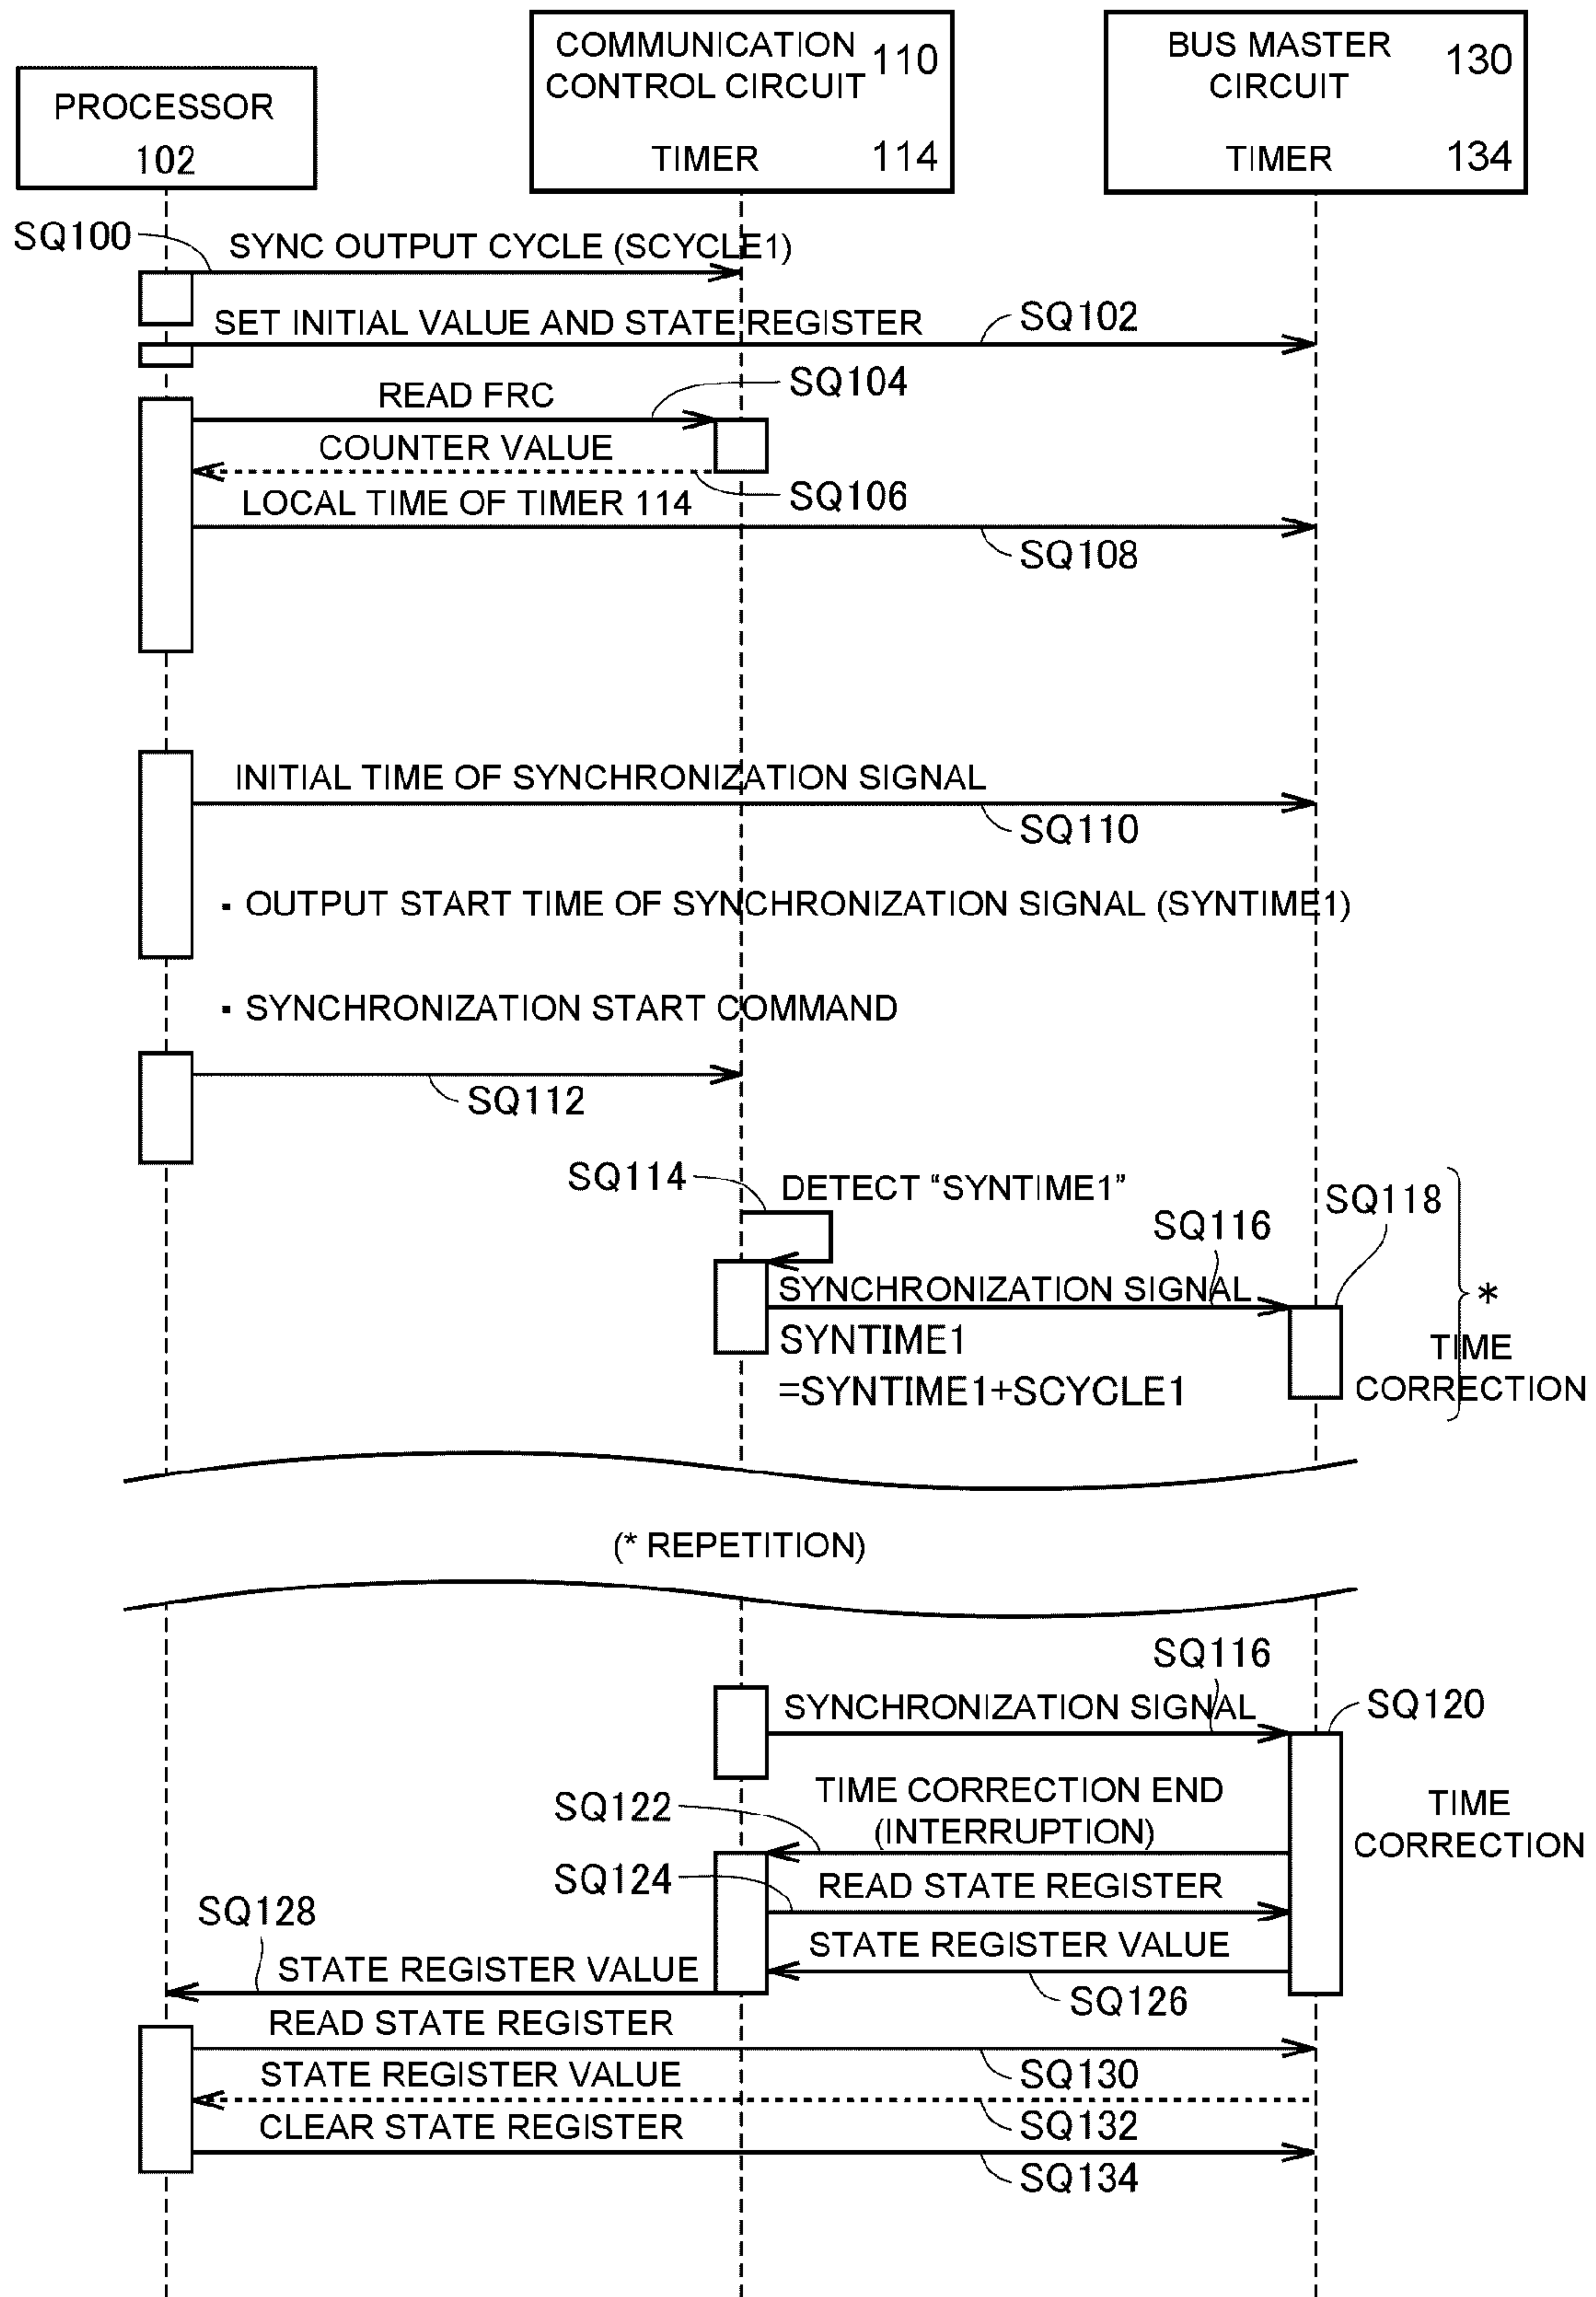 PROCESSOR
102
COMMUNICATION
CONTROL CIRCUIT 110
TIMER 114
BUS MASTER
CIRCUIT 130
TIMER 134
SQ100
SYNC OUTPUT CYCLE (SCYCLE1)
SET INITIAL VALUE AND STATE REGISTER
SQ102
READ FRC
SQ104
COUNTER VALUE
SQ106
LOCAL TIME OF TIMER 114
SQ108
INITIAL TIME OF SYNCHRONIZATION SIGNAL
SQ110
- OUTPUT START TIME OF SYNCHRONIZATION SIGNAL (SYNTIME1)
- SYNCHRONIZATION START COMMAND
SQ112
SQ114
DETECT “SYNTIME1”
SQ116
SQ118
SYNCHRONIZATION SIGNAL
*
SYNTIME1
=SYNTIME1+SCYCLE1
TIME
CORRECTION
(* REPETITION)
SQ116
SYNCHRONIZATION SIGNAL
SQ120
SQ122
TIME CORRECTION END
(INTERRUPTION)
TIME
CORRECTION
SQ124
READ STATE REGISTER
SQ128
STATE REGISTER VALUE
STATE REGISTER VALUE
SQ126
READ STATE REGISTER
SQ130
STATE REGISTER VALUE
SQ132
CLEAR STATE REGISTER
SQ134